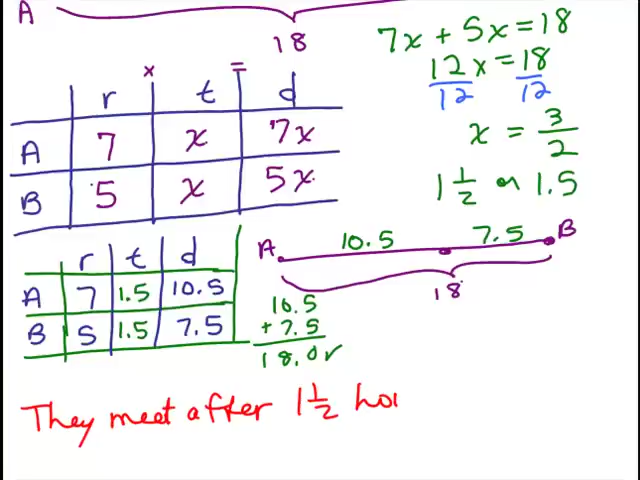 A
18
7x + 5x = 18
12x = 18
12 12
x = 3/2
1 1/2 or 1.5
x =
r t d
A 7 x 7x
B 5 x 5x
A 10.5 7.5 B
18
r t d
A 7 1.5 10.5
B 5 1.5 7.5
10.5
+ 7.5
18.0✓
They meet after 1 1/2 hou